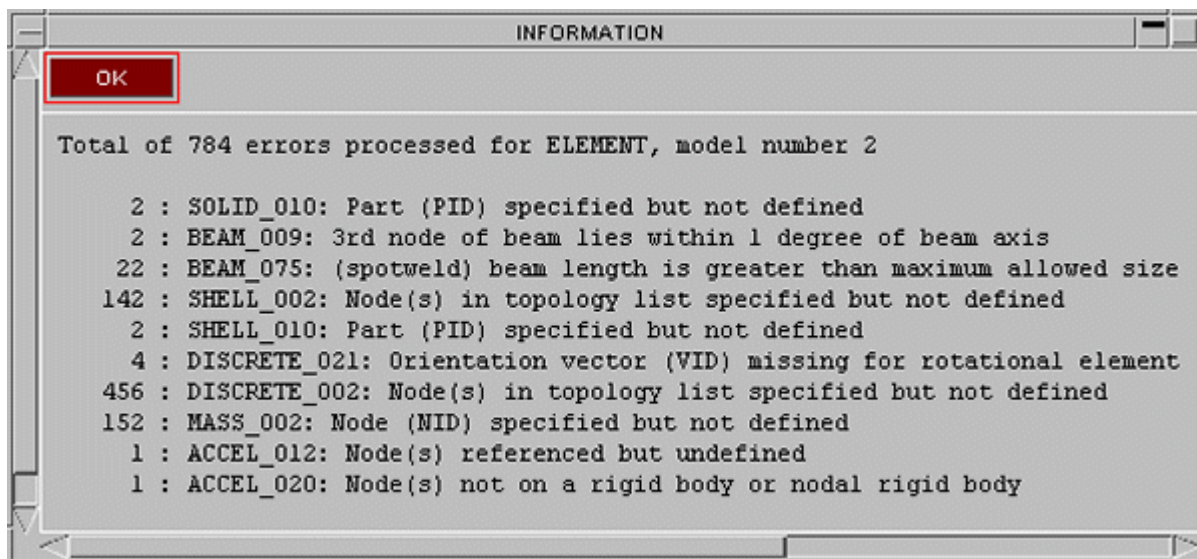 INFORMATION
OK
Total of 784 errors processed for ELEMENT, model number 2
2 : SOLID_010: Part (PID) specified but not defined
2 : BEAM_009: 3rd node of beam lies within 1 degree of beam axis
22 : BEAM_075: (spotweld) beam length is greater than maximum allowed size
142 : SHELL_002: Node(s) in topology list specified but not defined
2 : SHELL_010: Part (PID) specified but not defined
4 : DISCRETE_021: Orientation vector (VID) missing for rotational element
456 : DISCRETE_002: Node(s) in topology list specified but not defined
152 : MASS_002: Node (NID) specified but not defined
1 : ACCEL_012: Node(s) referenced but undefined
1 : ACCEL_020: Node(s) not on a rigid body or nodal rigid body